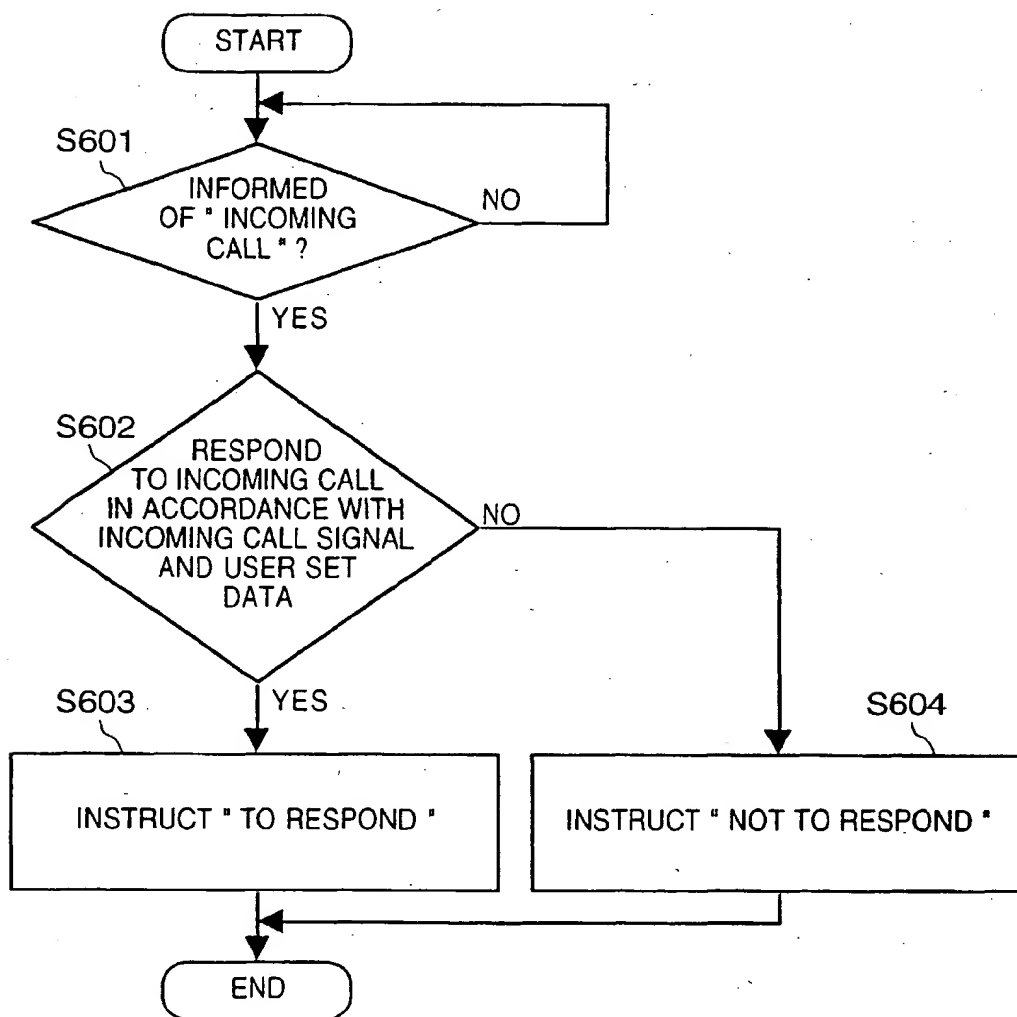 START
S601
INFORMED
OF " INCOMING
CALL " ?
NO
YES
S602
RESPOND
TO INCOMING CALL
IN ACCORDANCE WITH
INCOMING CALL SIGNAL
AND USER SET
DATA
NO
YES
S603
INSTRUCT " TO RESPOND "
S604
INSTRUCT " NOT TO RESPOND "
END